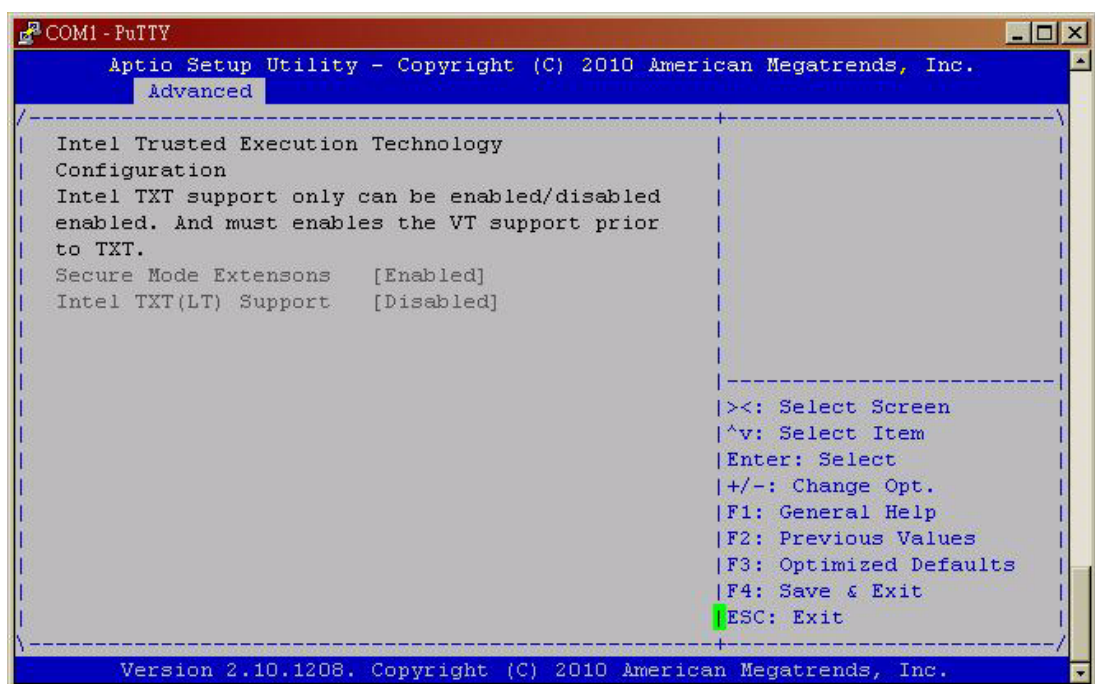 COM1 - PuTTY
Aptio Setup Utility - Copyright (C) 2010 American Megatrends, Inc.
Advanced
Intel Trusted Execution Technology
Configuration
Intel TXT support only can be enabled/disabled
enabled. And must enables the VT support prior
to TXT.
Secure Mode Extensons [Enabled]
Intel TXT(LT) Support [Disabled]
><: Select Screen
^v: Select Item
Enter: Select
+/-: Change Opt.
F1: General Help
F2: Previous Values
F3: Optimized Defaults
F4: Save & Exit
ESC: Exit
Version 2.10.1208. Copyright (C) 2010 American Megatrends, Inc.